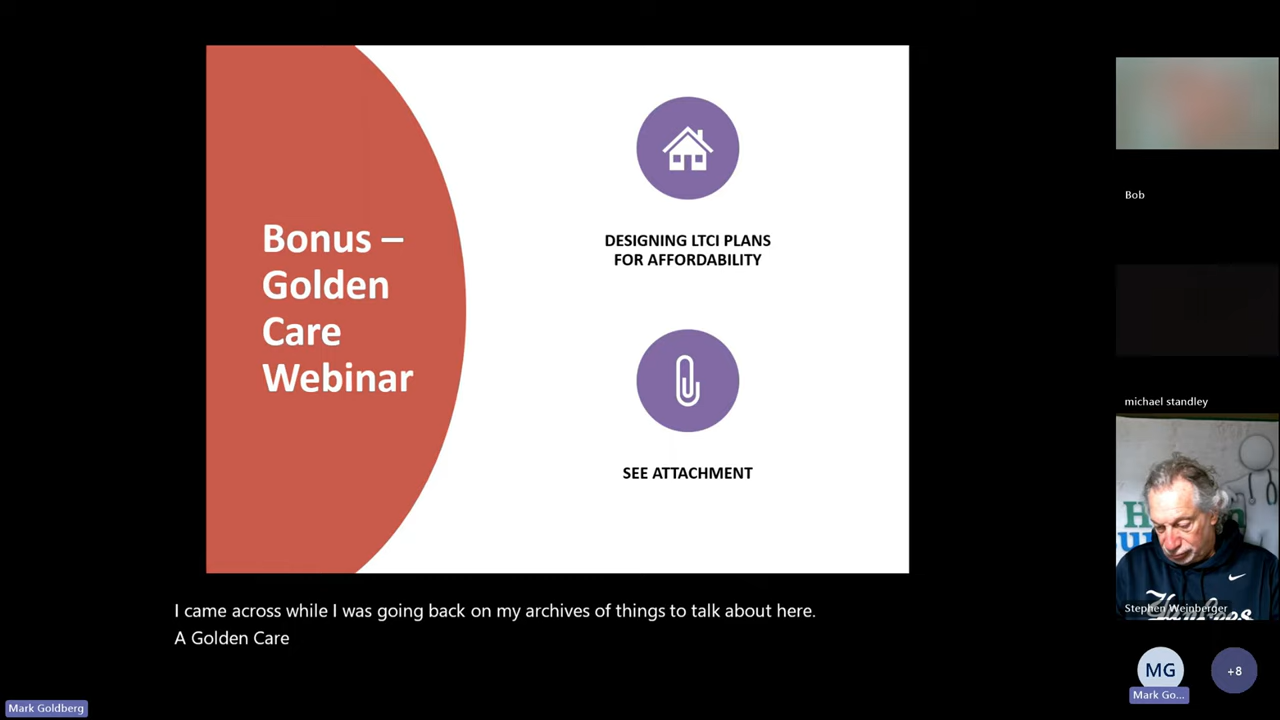 Bonus –
Golden
Care
Webinar
DESIGNING LTCI PLANS
FOR AFFORDABILITY
SEE ATTACHMENT
I came across while I was going back on my archives of things to talk about here.
A Golden Care
Mark Goldberg
Bob
michael standley
Stephen Weinberger
MG
+8
Mark Go...